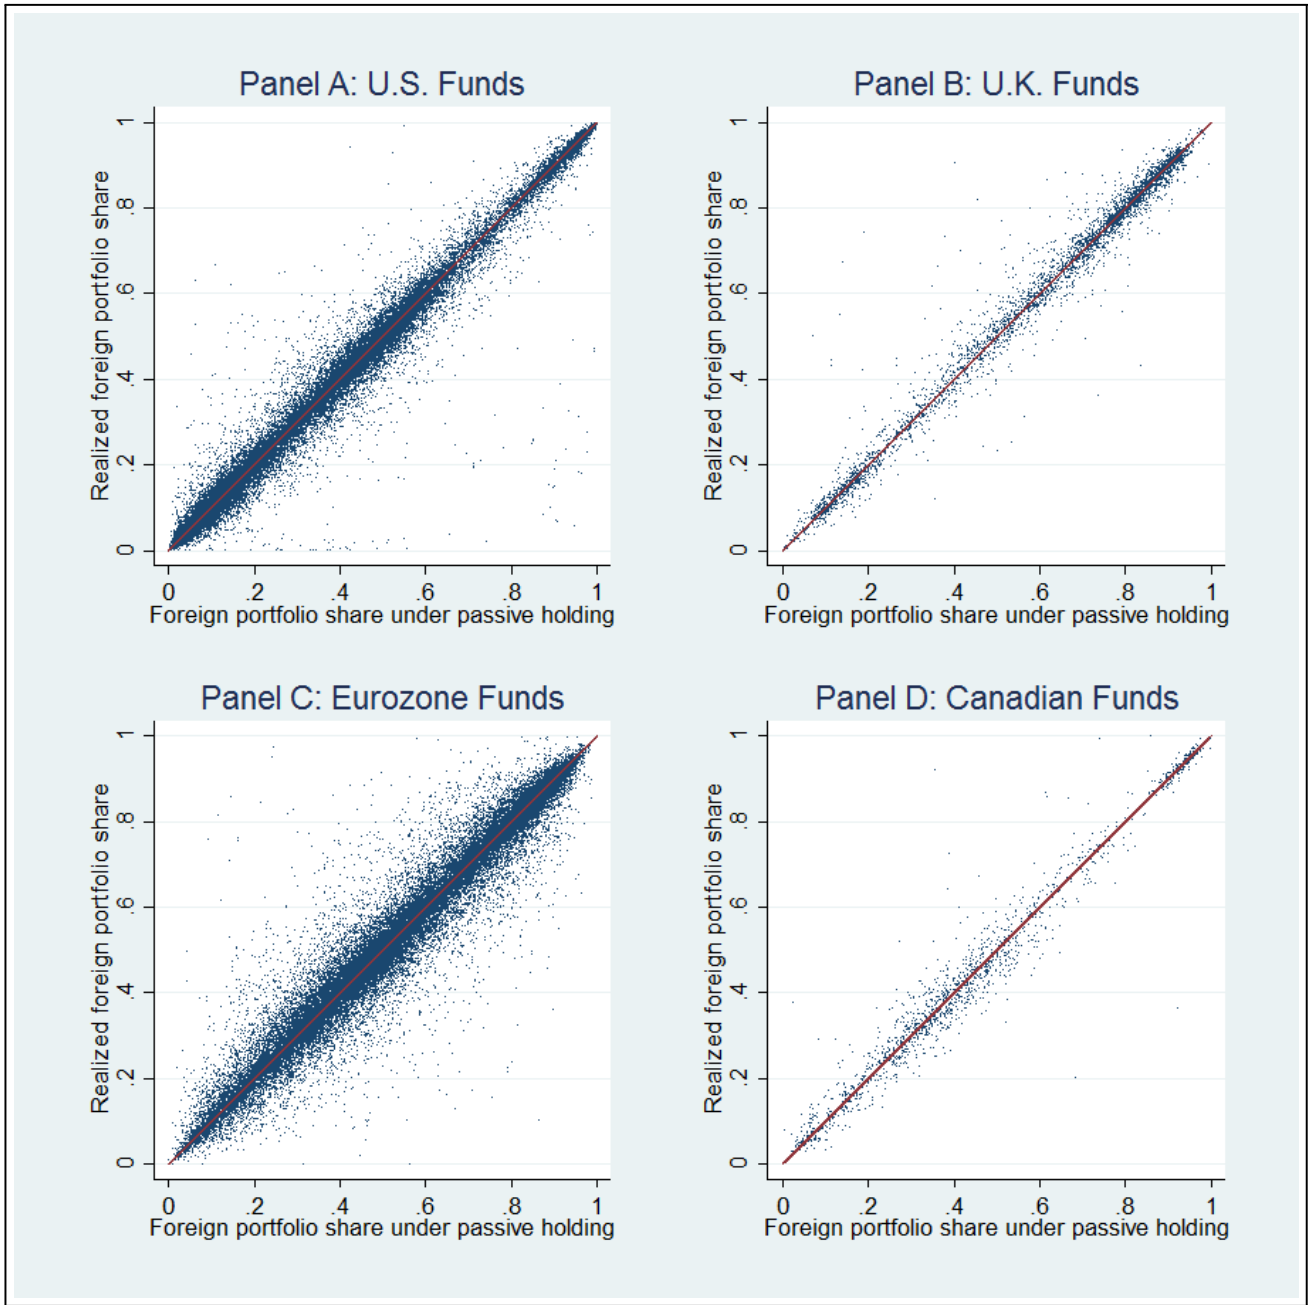 Panel A: U.S. Funds
Realized foreign portfolio share
1
.8
.6
.4
.2
0
0 .2 .4 .6 .8 1
Foreign portfolio share under passive holding
Panel B: U.K. Funds
Realized foreign portfolio share
1
.8
.6
.4
.2
0
0 .2 .4 .6 .8 1
Foreign portfolio share under passive holding
Panel C: Eurozone Funds
Realized foreign portfolio share
1
.8
.6
.4
.2
0
0 .2 .4 .6 .8 1
Foreign portfolio share under passive holding
Panel D: Canadian Funds
Realized foreign portfolio share
1
.8
.6
.4
.2
0
0 .2 .4 .6 .8 1
Foreign portfolio share under passive holding